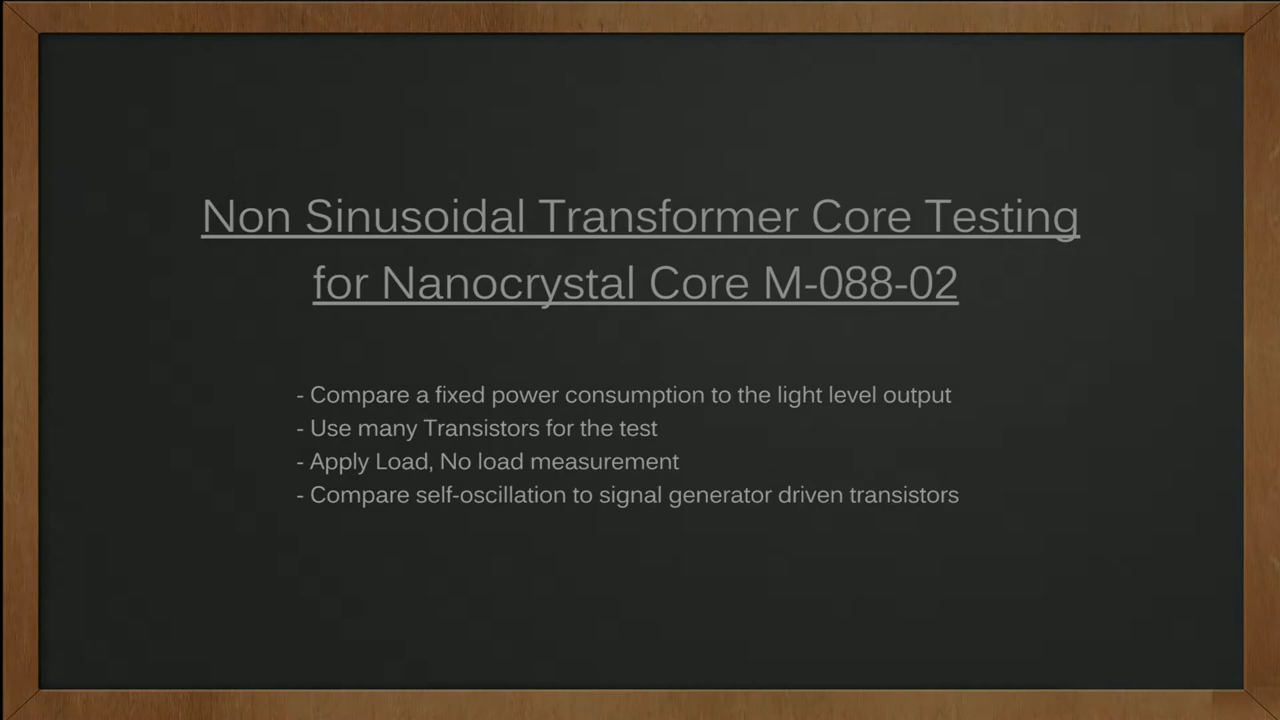 Non Sinusoidal Transformer Core Testing
for Nanocrystal Core M-088-02
- Compare a fixed power consumption to the light level output
- Use many Transistors for the test
- Apply Load, No load measurement
- Compare self-oscillation to signal generator driven transistors